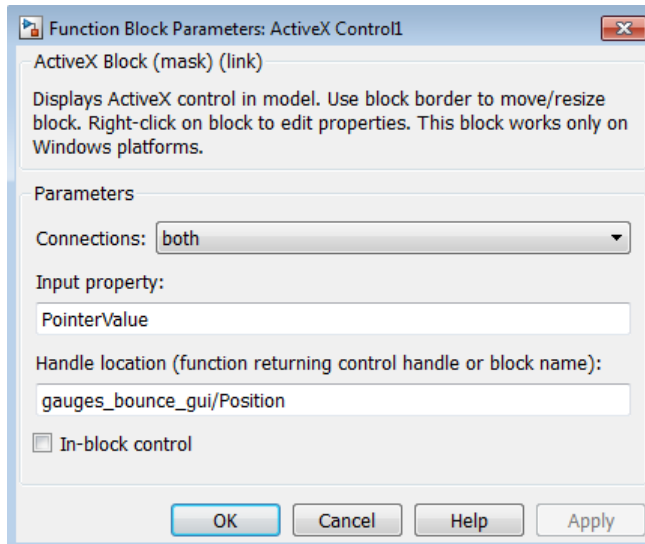 Function Block Parameters: ActiveX Control1
ActiveX Block (mask) (link)
Displays ActiveX control in model. Use block border to move/resize
block. Right-click on block to edit properties. This block works only on
Windows platforms.
Parameters
Connections: both
Input property:
PointerValue
Handle location (function returning control handle or block name):
gauges_bounce_gui/Position
In-block control
OK Cancel Help Apply